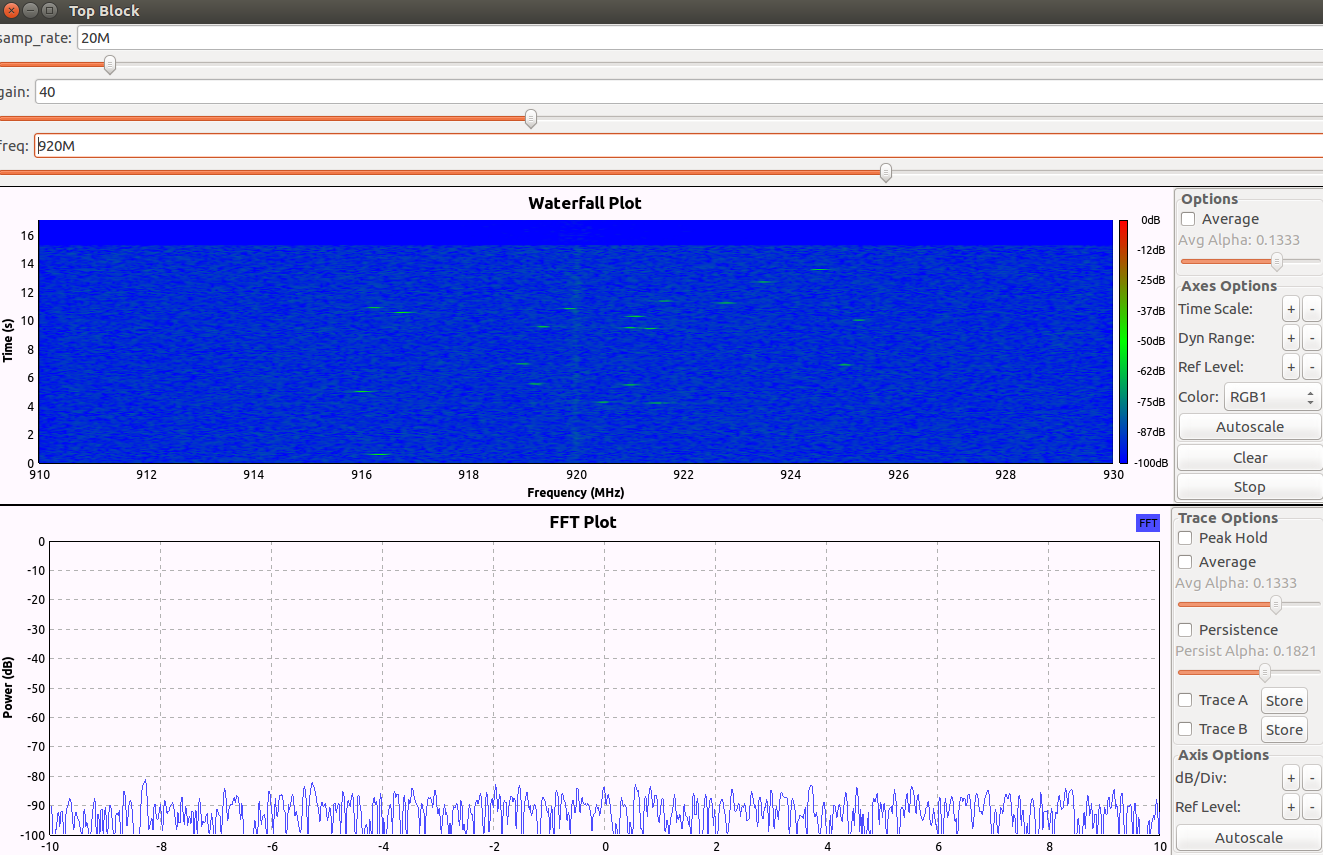 Top Block
samp_rate: 20M
gain: 40
freq: 920M
Waterfall Plot
Time (s)
16
14
12
10
8
6
4
2
0
910 912 914 916 918 920 922 924 926 928 930
Frequency (MHz)
0dB
-12dB
-25dB
-37dB
-50dB
-62dB
-75dB
-87dB
-100dB
Options
Average
Avg Alpha: 0.1333
Axes Options
Time Scale: + -
Dyn Range: + -
Ref Level: + -
Color: RGB1
Autoscale
Clear
Stop
FFT Plot
FFT
Power (dB)
0
-10
-20
-30
-40
-50
-60
-70
-80
-90
-100
-10 -8 -6 -4 -2 0 2 4 6 8 10
Trace Options
Peak Hold
Average
Avg Alpha: 0.1333
Persistence
Persist Alpha: 0.1821
Trace A Store
Trace B Store
Axis Options
dB/Div: + -
Ref Level: + -
Autoscale